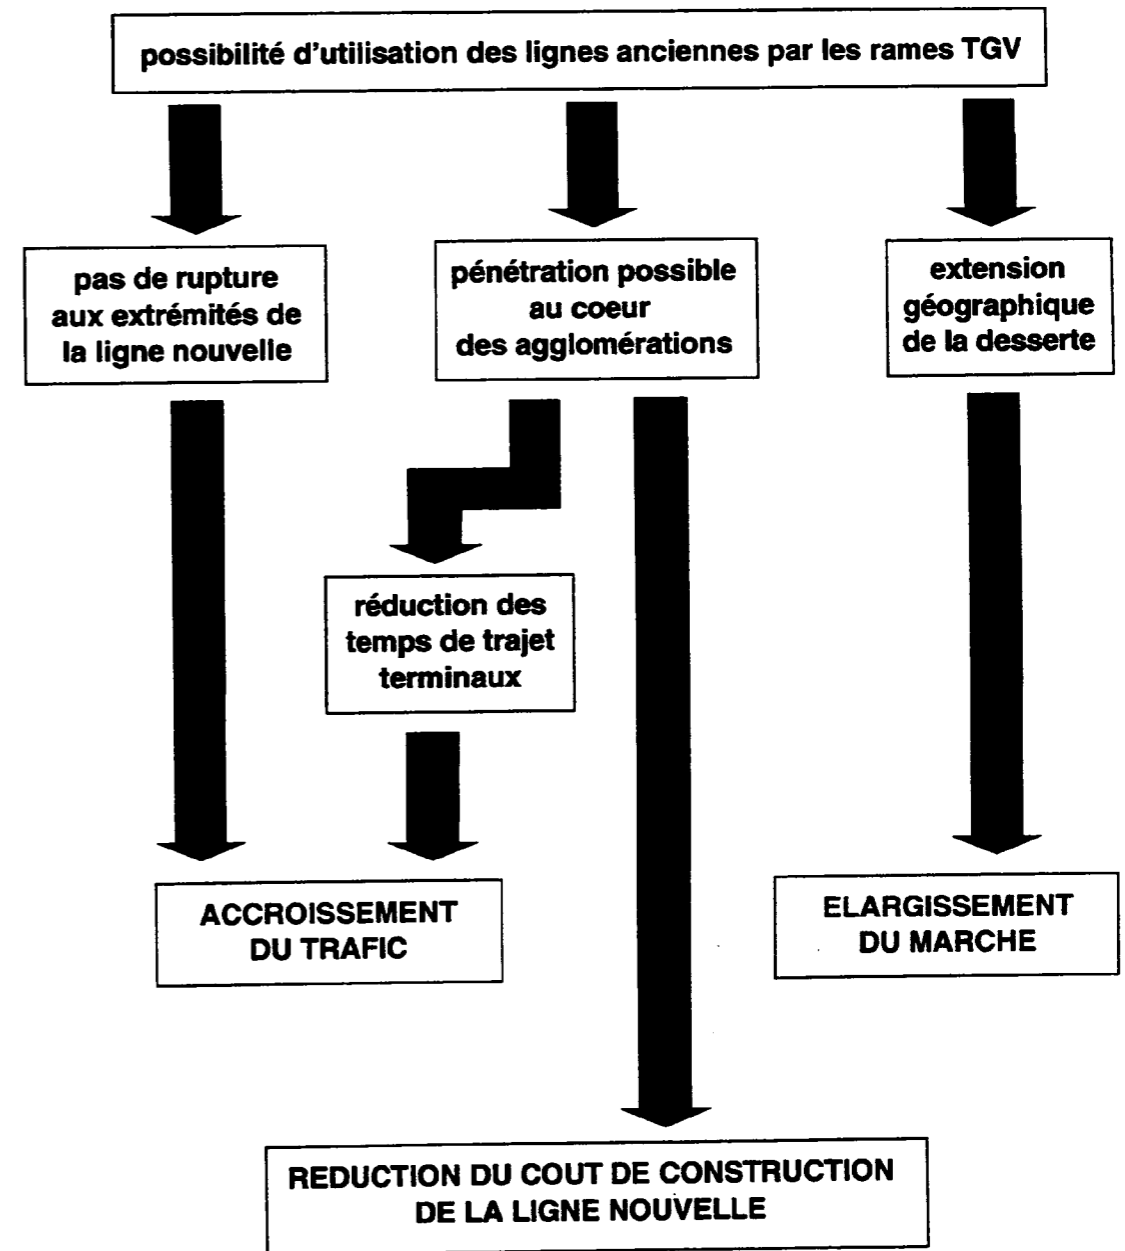 possibilité d'utilisation des lignes anciennes par les rames TGV
pas de rupture
aux extrémités de
la ligne nouvelle
pénétration possible
au coeur
des agglomérations
extension
géographique
de la desserte
réduction des
temps de trajet
terminaux
ACCROISSEMENT
DU TRAFIC
ELARGISSEMENT
DU MARCHE
REDUCTION DU COUT DE CONSTRUCTION
DE LA LIGNE NOUVELLE